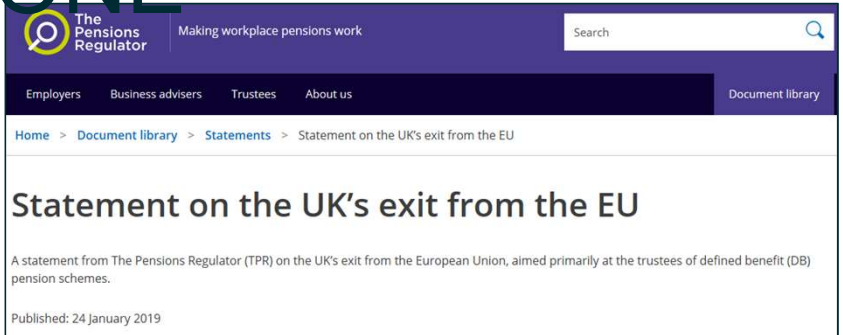 ONE
The
Pensions
Regulator
Making workplace pensions work
Search
Employers Business advisers Trustees About us Document library
Home > Document library > Statements > Statement on the UK's exit from the EU
Statement on the UK's exit from the EU
A statement from The Pensions Regulator (TPR) on the UK's exit from the European Union, aimed primarily at the trustees of defined benefit (DB)
pension schemes.
Published: 24 January 2019